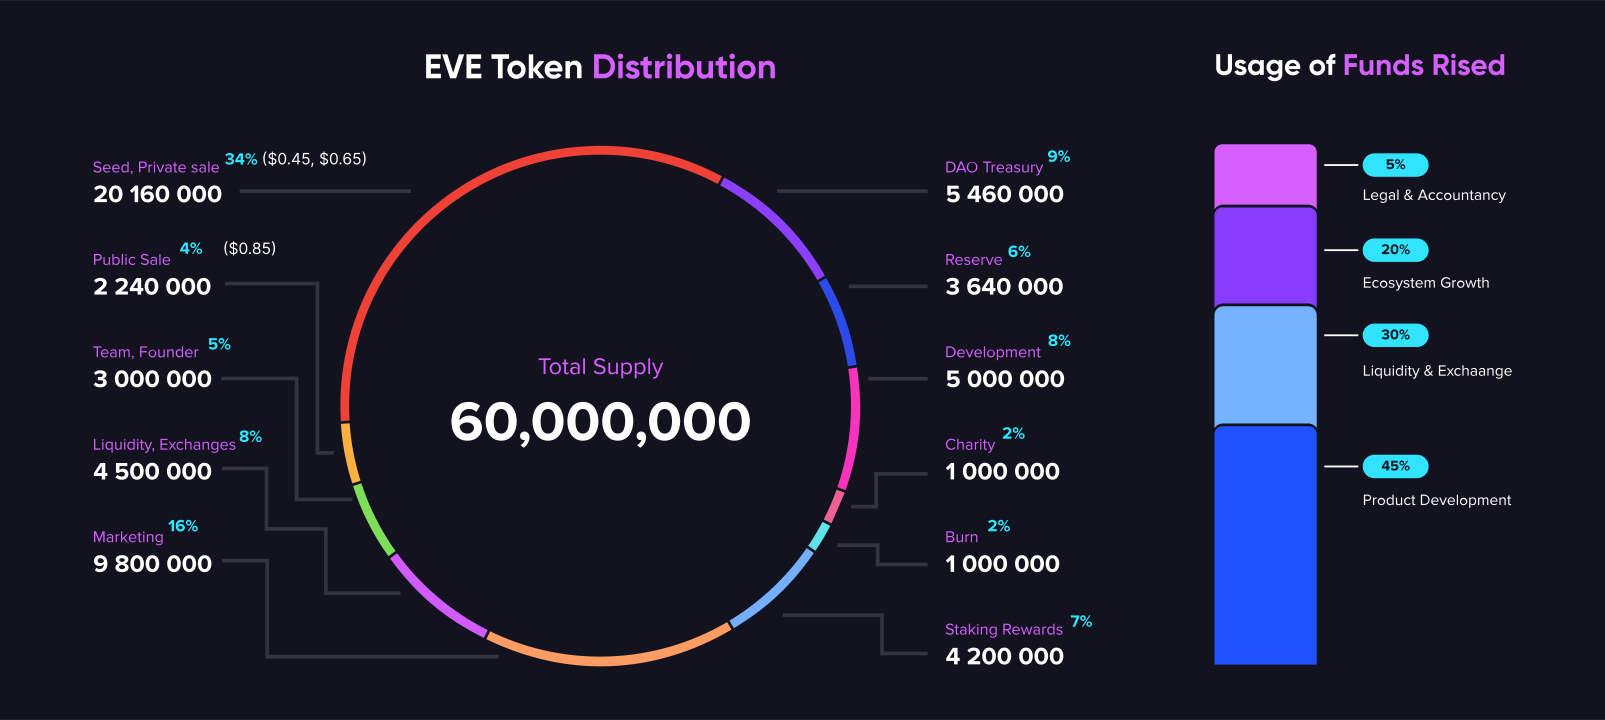 EVE Token Distribution
Seed, Private sale 34% ($0.45, $0.65)
20 160 000
Public Sale 4% ($0.85)
2 240 000
Team, Founder 5%
3 000 000
Liquidity, Exchanges 8%
4 500 000
Marketing 16%
9 800 000
Total Supply
60,000,000
DAO Treasury 9%
5 460 000
Reserve 6%
3 640 000
Development 8%
5 000 000
Charity 2%
1 000 000
Burn 2%
1 000 000
Staking Rewards 7%
4 200 000
Usage of Funds Rised
5%
Legal & Accountancy
20%
Ecosystem Growth
30%
Liquidity & Exchaange
45%
Product Development